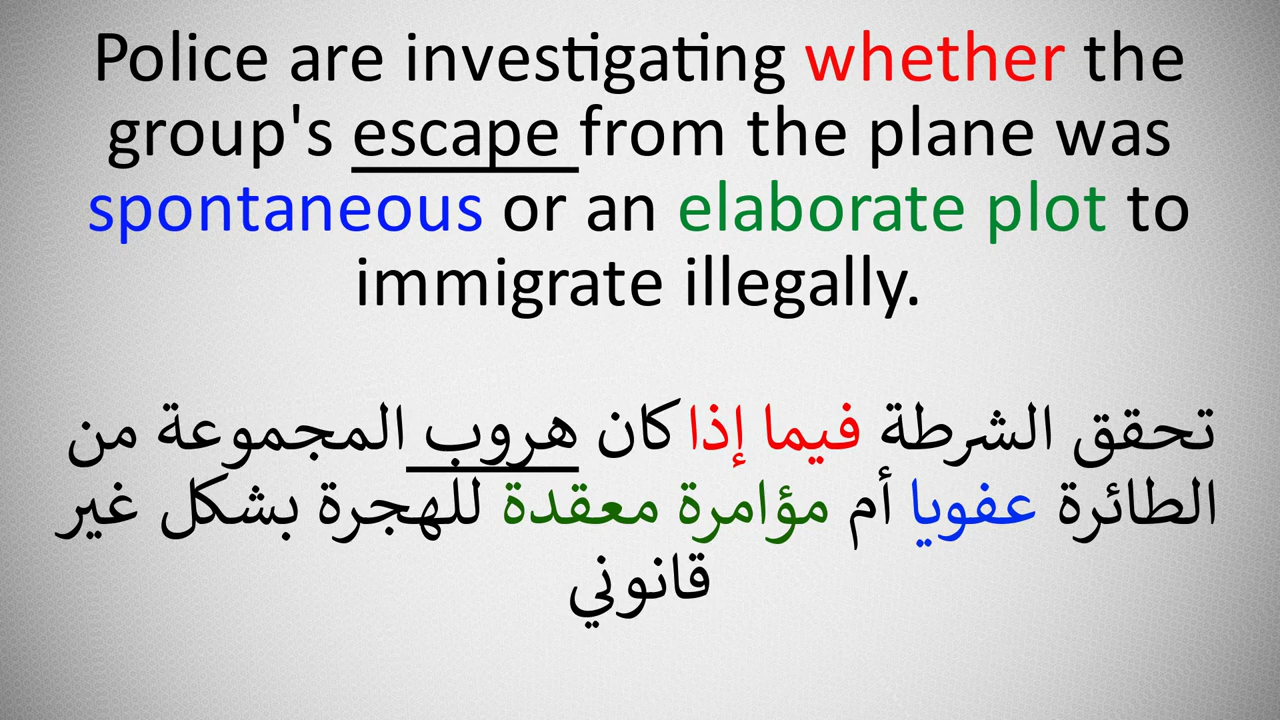 Police are investigating whether the
group's escape from the plane was
spontaneous or an elaborate plot to
immigrate illegally.
تحقق الشرطة فيما إذا كان هروب المجموعة من
الطائرة عفويا أم مؤامرة معقدة للهجرة بشكل غير
قانوني